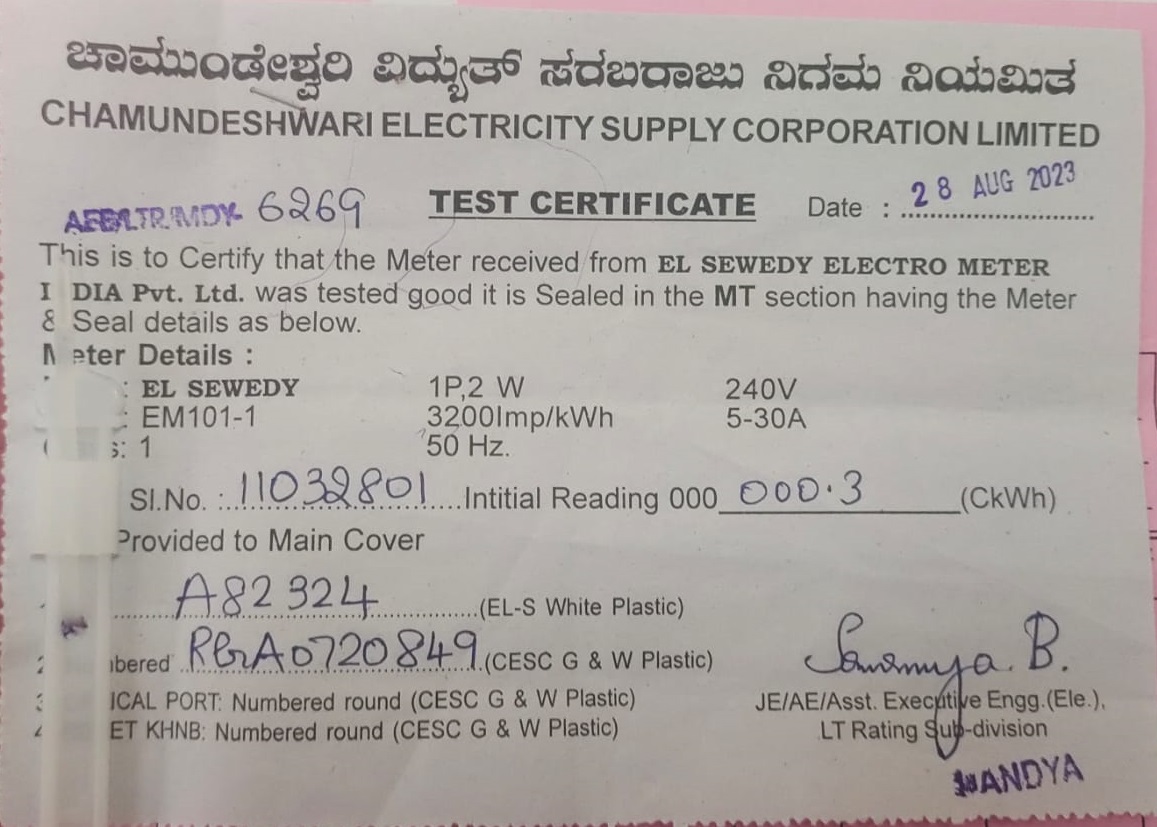 ಚಾಮುಂಡೇಶ್ವರಿ ವಿದ್ಯುತ್ ಸರಬರಾಜು ನಿಗಮ ನಿಯಮಿತ
CHAMUNDESHWARI ELECTRICITY SUPPLY CORPORATION LIMITED
6269 TEST CERTIFICATE Date : 28 AUG 2023
This is to Certify that the Meter received from EL SEWEDY ELECTRO METER
I DIA Pvt. Ltd. was tested good it is Sealed in the MT section having the Meter
& Seal details as below.
Meter Details :
: EL SEWEDY 1P,2 W 240V
: EM101-1 3200Imp/kWh 5-30A
s: 1 50 Hz.
Sl.No. : 11032801 Intitial Reading 000 000.3 (CkWh)
Provided to Main Cover
A82324 (EL-S White Plastic)
bered 0720849 (CESC G & W Plastic)
ICAL PORT: Numbered round (CESC G & W Plastic)
ET KHNB: Numbered round (CESC G & W Plastic)
B.
JE/AE/Asst. Executive Engg.(Ele.),
LT Rating Sub-division
MANDYA